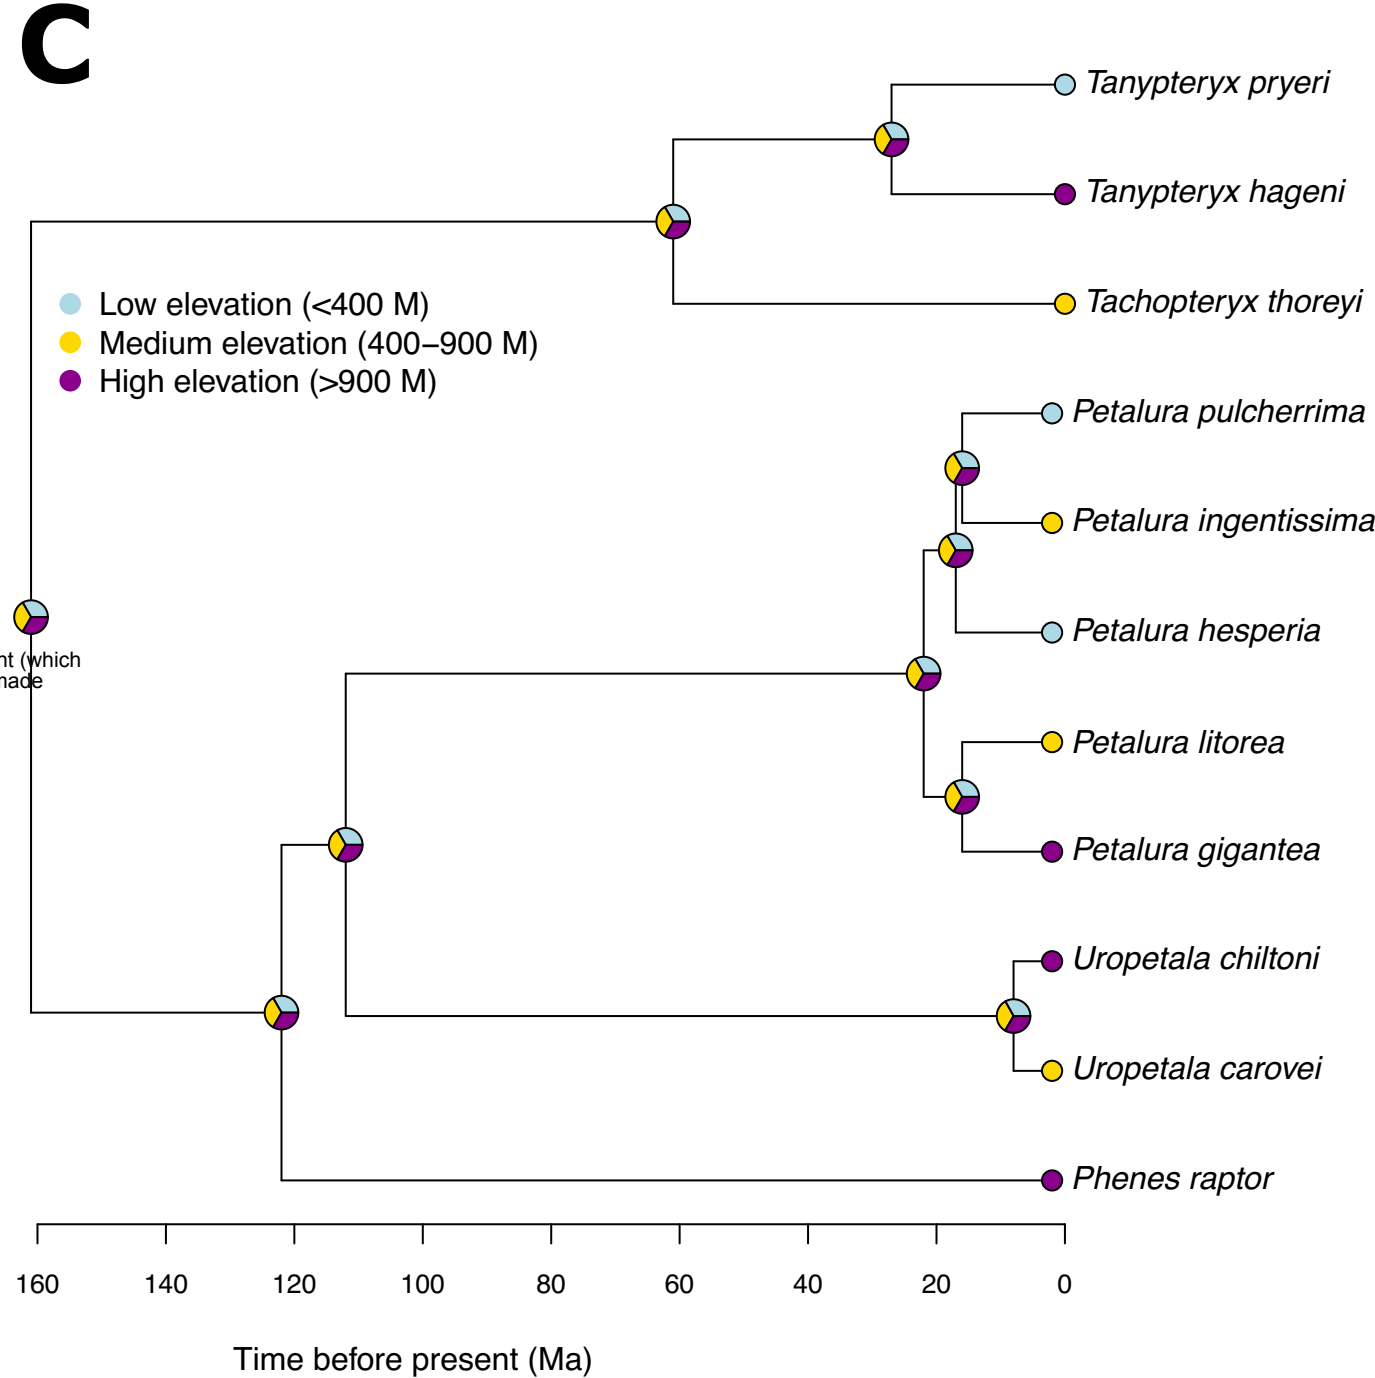 C
Tanypteryx pryeri
Tanypteryx hageni
Tachopteryx thoreyi
Low elevation (<400 M)
Medium elevation (400–900 M)
High elevation (>900 M)
Petalura pulcherrima
Petalura ingentissima
Petalura hesperia
(which
Petalura litorea
Petalura gigantea
Uropetala chiltoni
Uropetala carovei
Phenes raptor
160 140 120 100 80 60 40 20 0
Time before present (Ma)